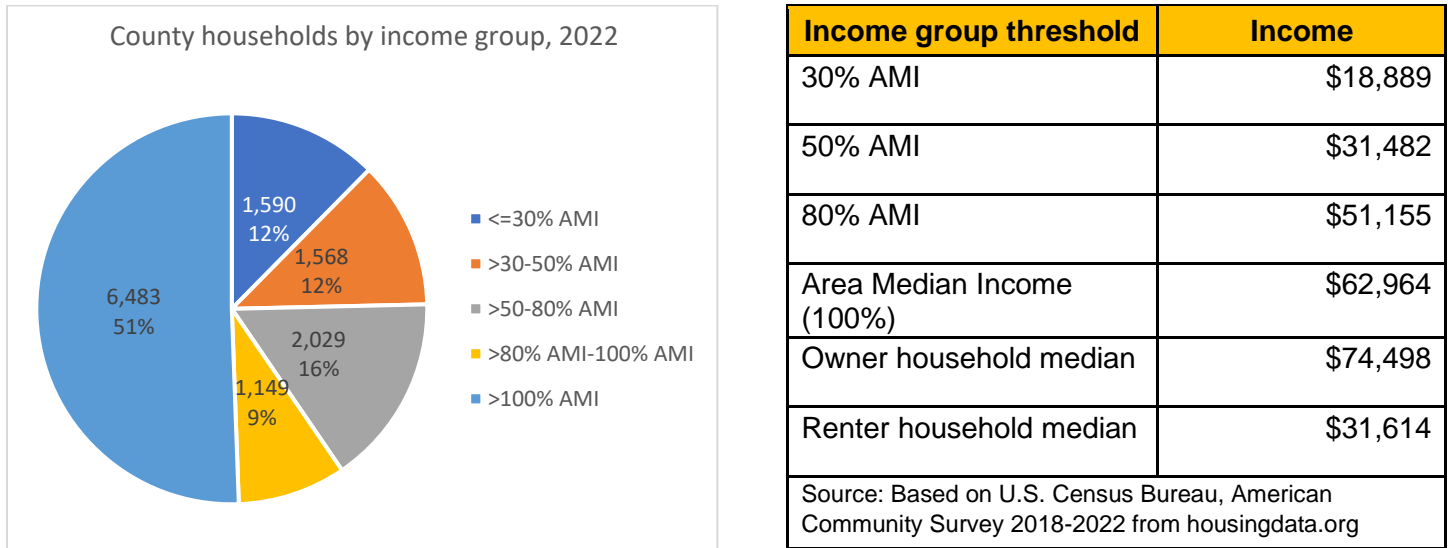 County households by income group, 2022
1,590
12%
1,568
12%
2,029
16%
1,149
9%
6,483
51%
<=30% AMI
>30-50% AMI
>50-80% AMI
>80% AMI-100% AMI
>100% AMI
Income group threshold Income
30% AMI $18,889
50% AMI $31,482
80% AMI $51,155
Area Median Income $62,964
(100%)
Owner household median $74,498
Renter household median $31,614
Source: Based on U.S. Census Bureau, American
Community Survey 2018-2022 from housingdata.org